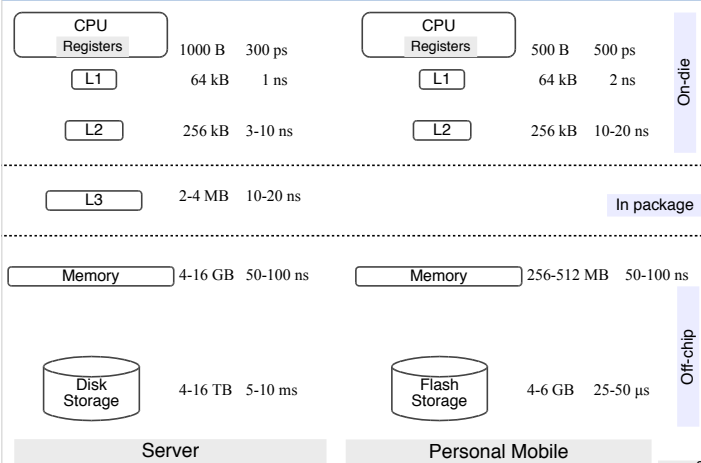 CPU
Registers
1000 B 300 ps
L1
64 kB 1 ns
L2
256 kB 3-10 ns
L3
2-4 MB 10-20 ns
Memory
4-16 GB 50-100 ns
Disk
Storage
4-16 TB 5-10 ms
Server
CPU
Registers
500 B 500 ps
L1
64 kB 2 ns
L2
256 kB 10-20 ns
Memory
256-512 MB 50-100 ns
Flash
Storage
4-6 GB 25-50 μs
Personal Mobile
On-die
In package
Off-chip